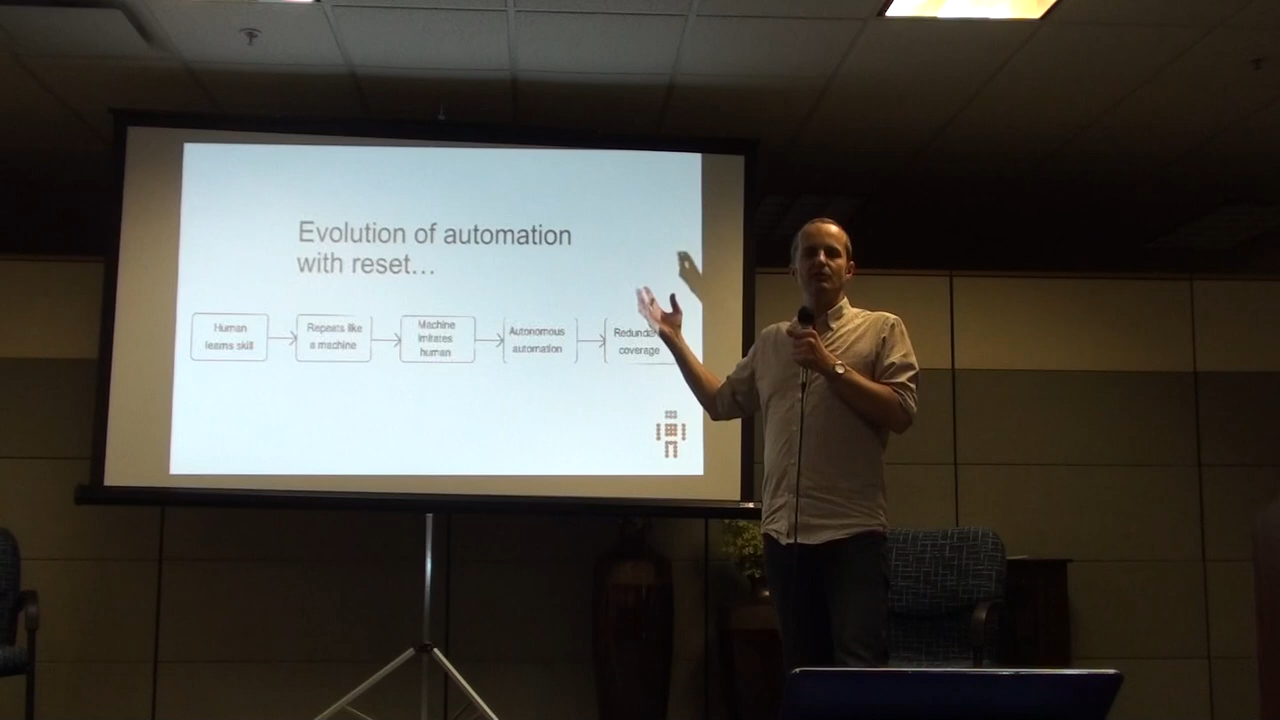 Evolution of automation
with reset…
Human
learns skill
Repeats like
a machine
Machine
imitates
human
Autonomous
automation
coverage